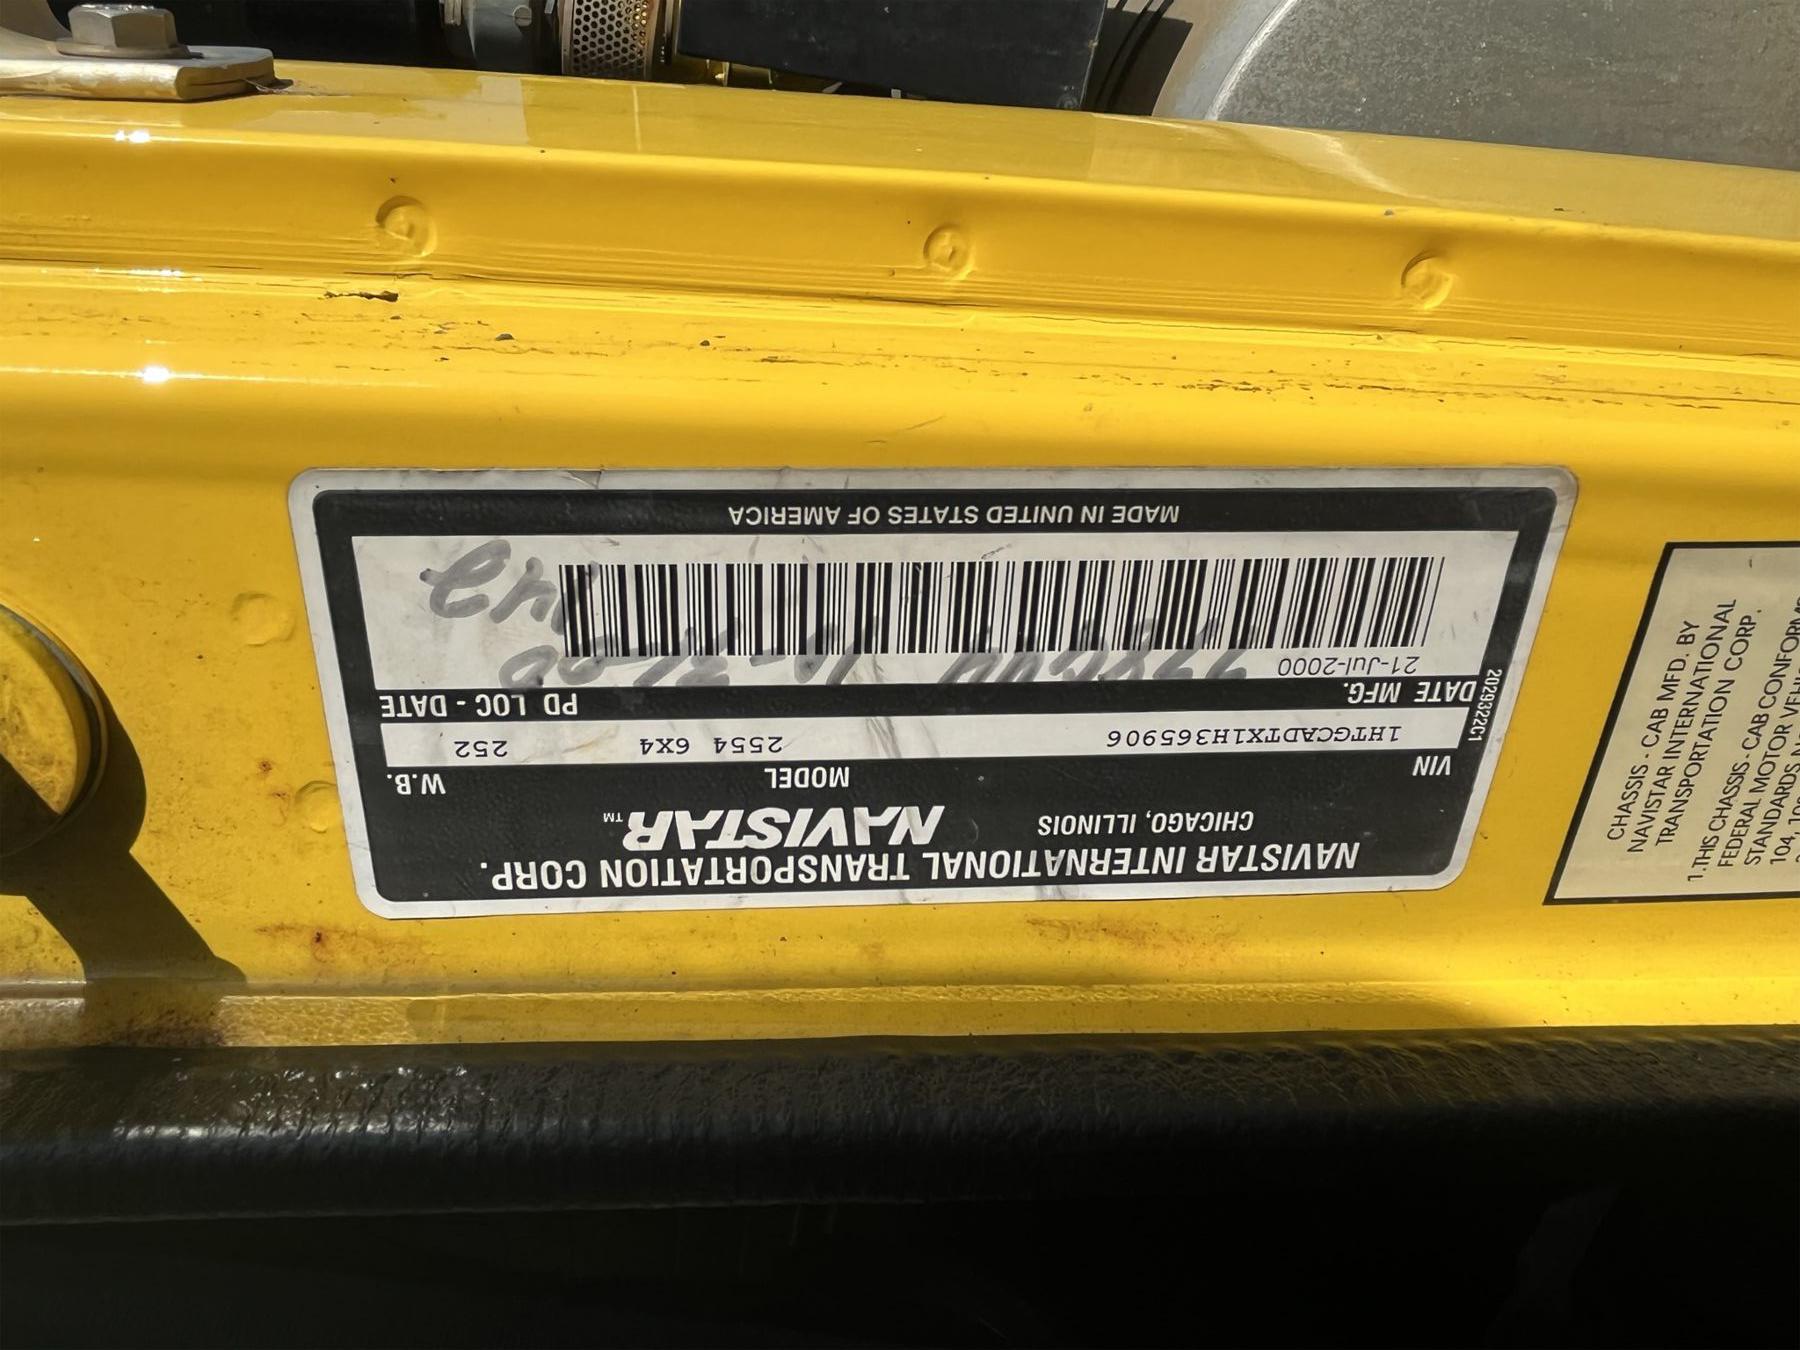 NAVISTAR INTERNATIONAL TRANSPORTATION CORP.
CHICAGO, ILLINOIS NAVISTAR™
VIN MODEL W.B.
1HTGCADTX1H365906 2554 6X4 252
DATE MFG. PD LOC - DATE
21-Jul-2000
MADE IN UNITED STATES OF AMERICA
2029322C1
CHASSIS - CAB MFD. BY
NAVISTAR INTERNATIONAL
TRANSPORTATION CORP.
1.THIS CHASSIS - CAB CONFORMS
FEDERAL MOTOR
STANDARDS
104,